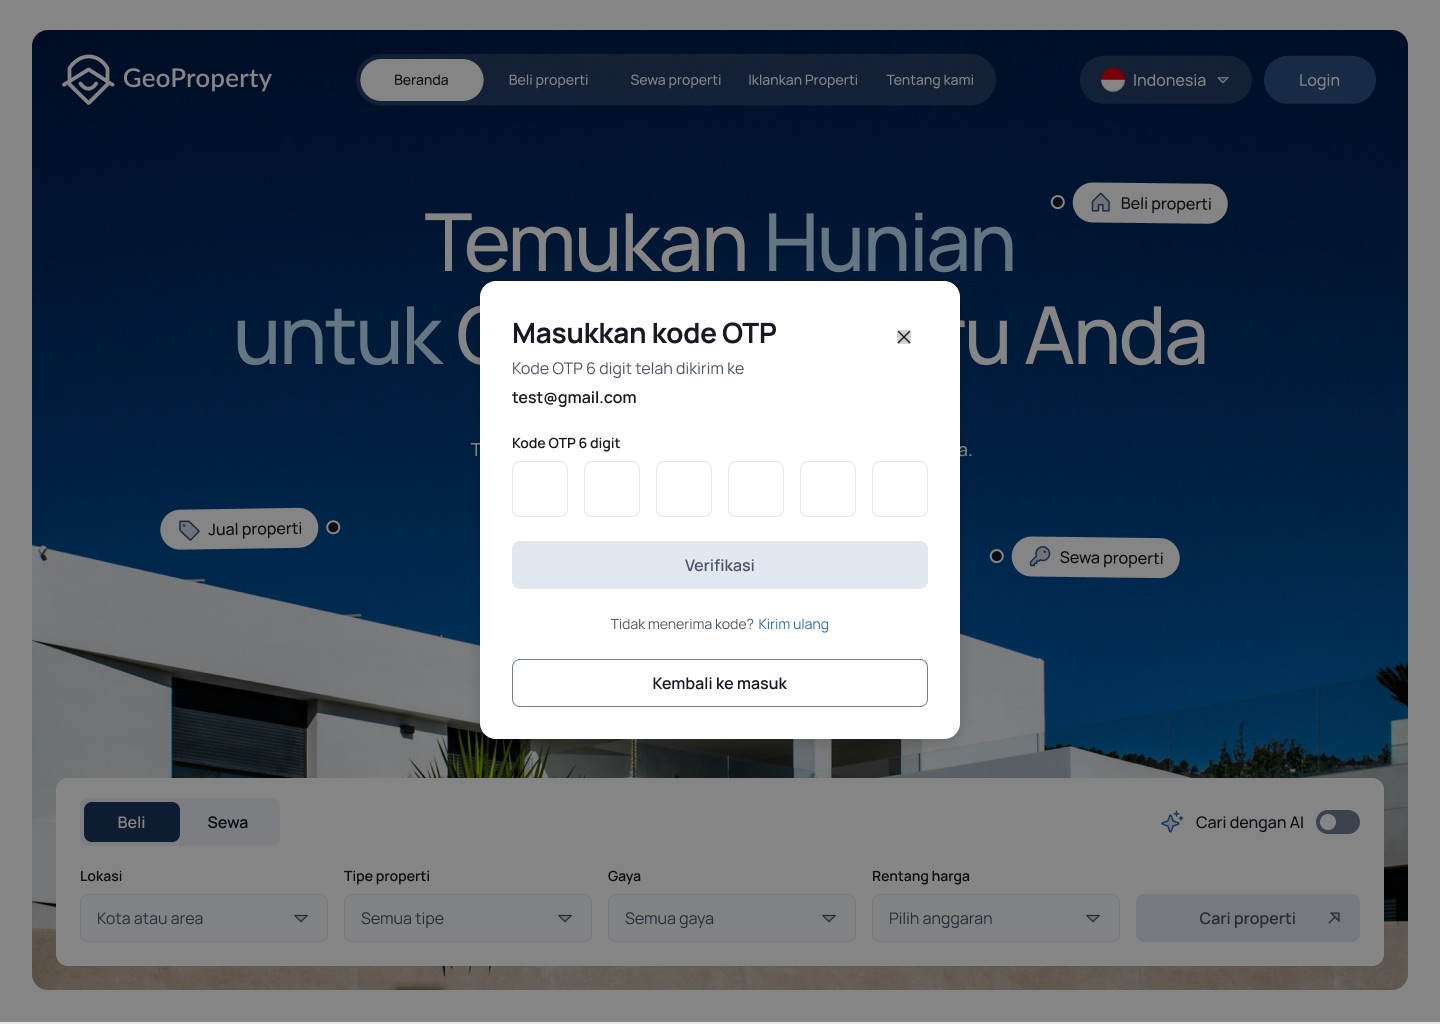 GeoProperty
Beranda
Beli properti
Sewa properti
Iklankan Properti
Tentang kami
Indonesia
Login
Temukan Hunian
untuk
ru Anda
Beli properti
Masukkan kode OTP
Kode OTP 6 digit telah dikirim ke
test@gmail.com
Kode OTP 6 digit
Verifikasi
Tidak menerima kode? Kirim ulang
Kembali ke masuk
Jual properti
Sewa properti
Beli
Sewa
Cari dengan AI
Lokasi
Tipe properti
Gaya
Rentang harga
Kota atau area
Semua tipe
Semua gaya
Pilih anggaran
Cari properti